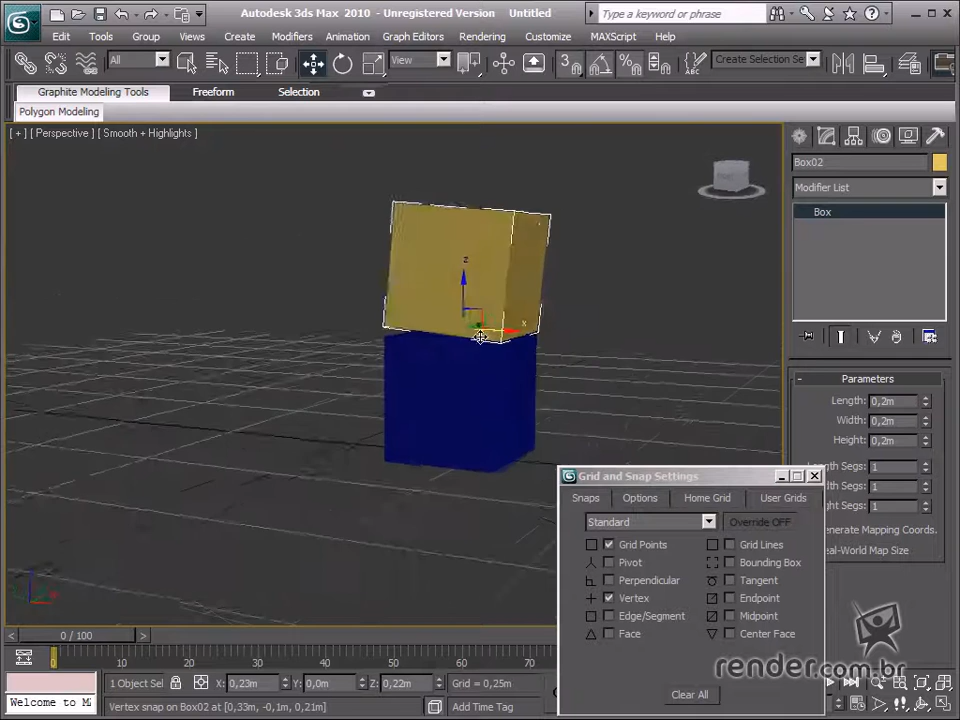 Autodesk 3ds Max 2010 - Unregistered Version Untitled
Type a keyword or phrase
Edit Tools Group Views Create Modifiers Animation Graph Editors Rendering Customize MAXScript Help
All View 3 Create Selection Se
Graphite Modeling Tools Freeform Selection
Polygon Modeling
[ + ] [ Perspective ] [ Smooth + Highlights ]
Box02
Modifier List
Box
z
x
Parameters
Length: 0,2m
Width: 0,2m
Height: 0,2m
Length Segs: 1
Width Segs: 1
Height Segs: 1
Generate Mapping Coords.
Real-World Map Size
Grid and Snap Settings
Snaps Options Home Grid User Grids
Standard Override OFF
Grid Points Grid Lines
Pivot Bounding Box
Perpendicular Tangent
Vertex Endpoint
Edge/Segment Midpoint
Face Center Face
Clear All
render.com.br
< 0 / 100 >
0 10 20 30 40 50 60 70
1 Object Sel X: 0,23m Y: 0,0m Z: 0,22m Grid = 0,25m
Welcome to M Vertex snap on Box02 at [0,33m, -0,1m, 0,21m] Add Time Tag